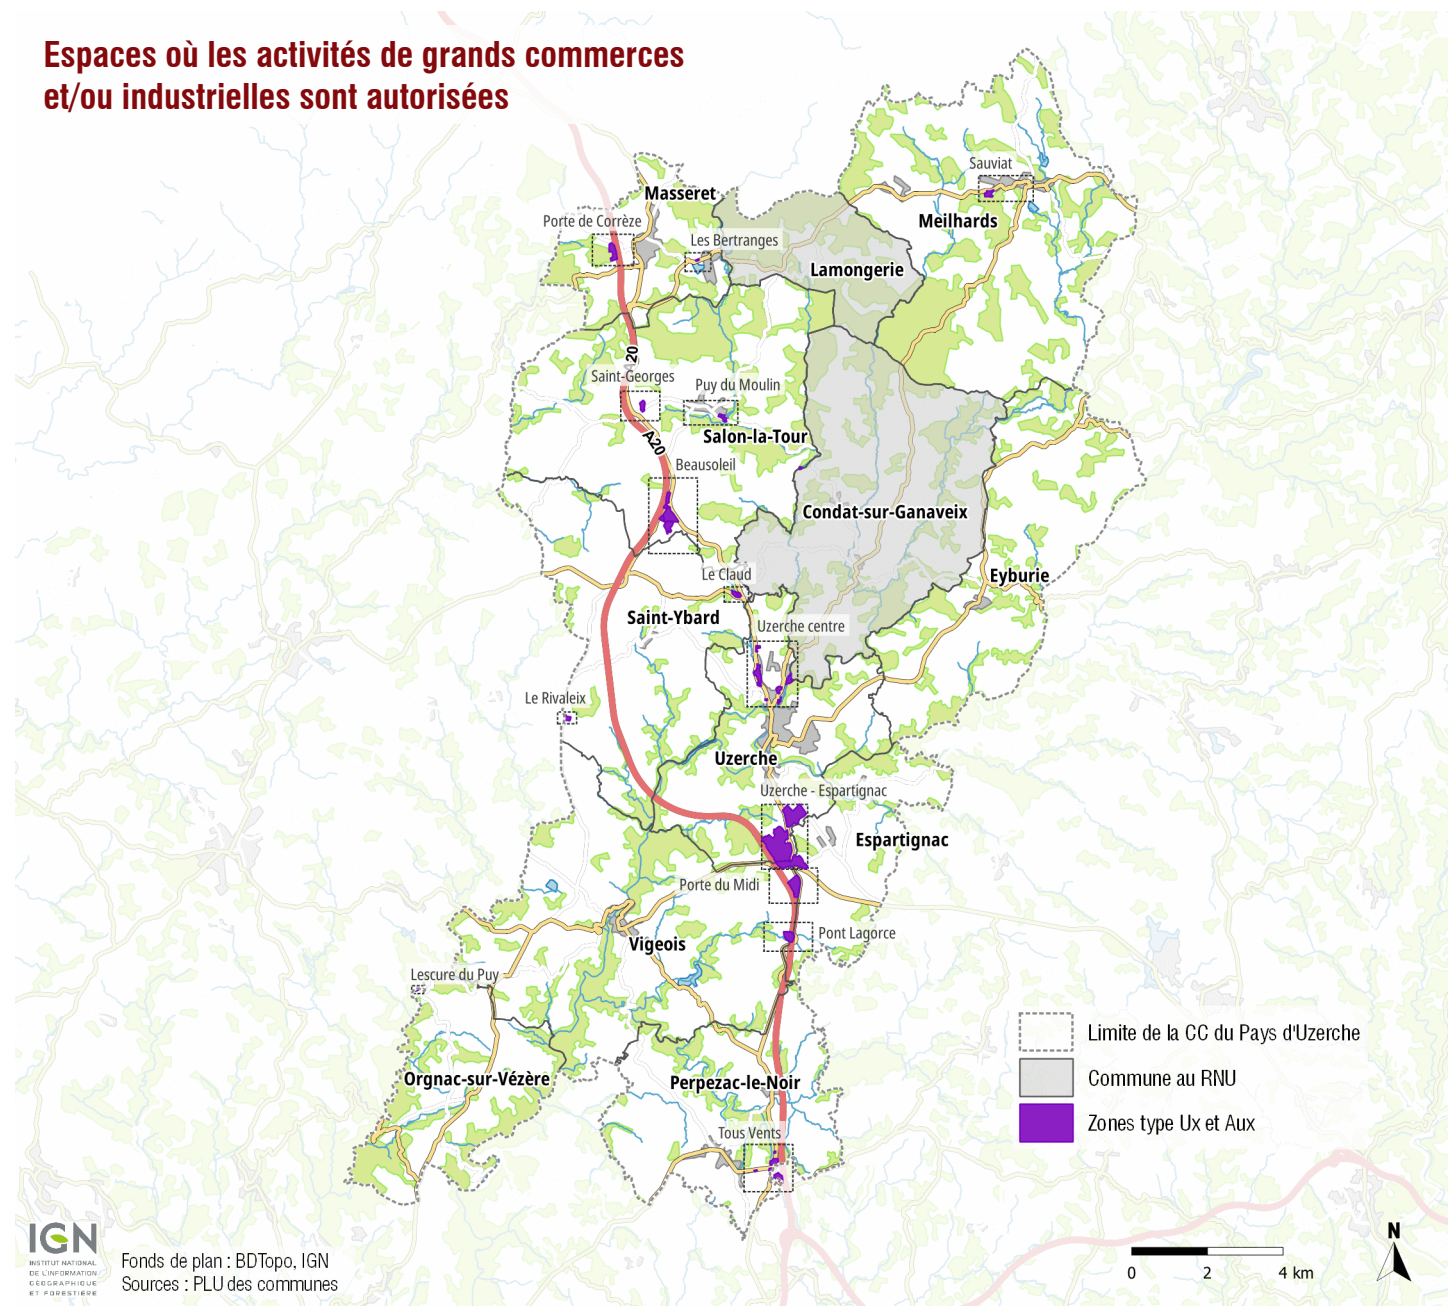 Espaces où les activités de grands commerces
et/ou industrielles sont autorisées
Sauviat
Masseret
Meilhards
Porte de Corrèze
Les Bertranges
Lamongerie
A20
Saint-Georges
Puy du Moulin
A20
Salon-la-Tour
Beausoleil
Condat-sur-Ganaveix
Le Claud
Eyburie
Saint-Ybard
Uzerche centre
Le Rivaleix
Uzerche
Uzerche - Espartignac
Espartignac
Porte du Midi
Pont Lagorce
Vigeois
Lescure du Puy
Orgnac-sur-Vézère
Perpezac-le-Noir
Tous Vents
Limite de la CC du Pays d'Uzerche
Commune au RNU
Zones type Ux et Aux
IGN
INSTITUT NATIONAL
DE L'INFORMATION
GÉOGRAPHIQUE
ET FORESTIÈRE
Fonds de plan : BDTopo, IGN
Sources : PLU des communes
N
0 2 4 km